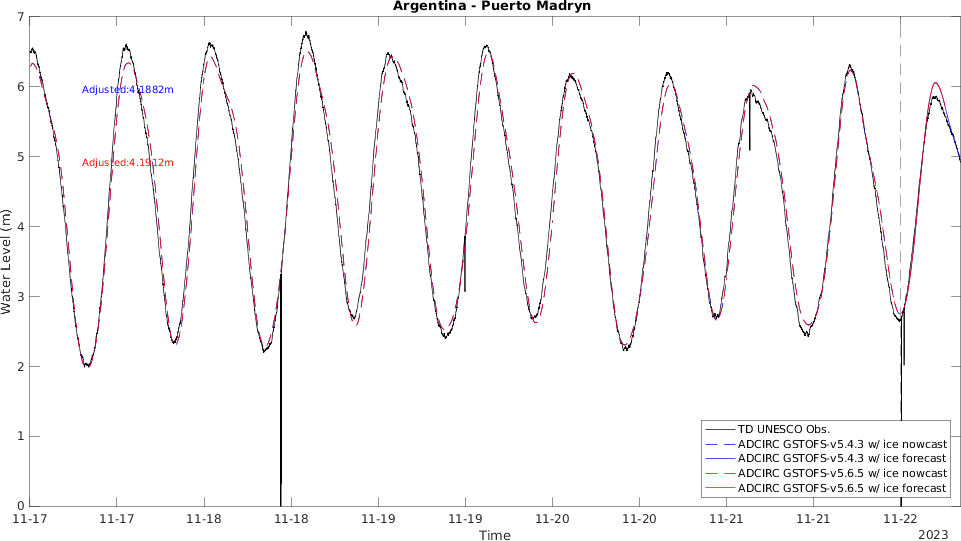 Argentina - Puerto Madryn
7
6
5
4
3
2
1
0
Water Level (m)
Adjusted:4.1882m
Adjusted:4.1912m
TD UNESCO Obs.
ADCIRC GSTOFS-v5.4.3 w/ ice nowcast
ADCIRC GSTOFS-v5.4.3 w/ ice forecast
ADCIRC GSTOFS-v5.6.5 w/ ice nowcast
ADCIRC GSTOFS-v5.6.5 w/ ice forecast
11-17 11-17 11-18 11-18 11-19 11-19 11-20 11-20 11-21 11-21 11-22
Time
2023